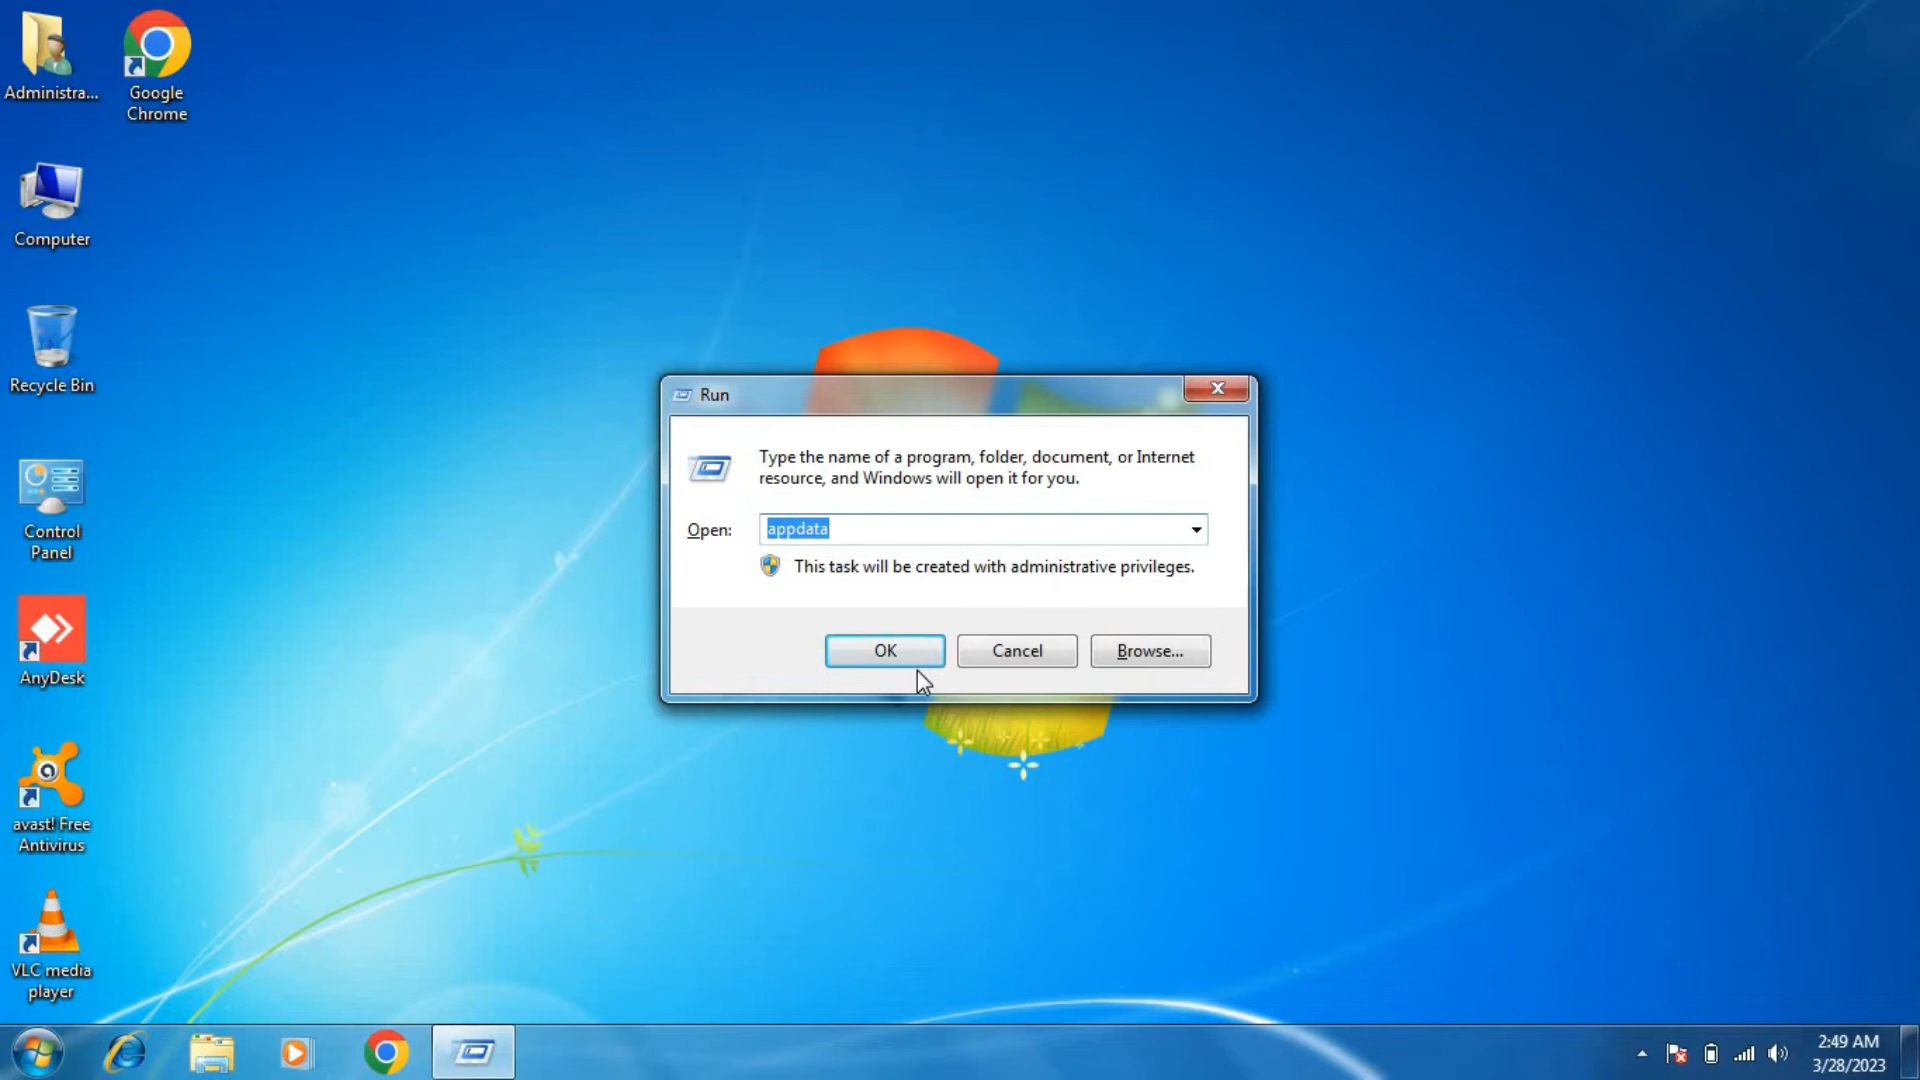 Administra...
Google
Chrome
Computer
Recycle Bin
Control
Panel
AnyDesk
avast! Free
Antivirus
VLC media
player
Run
Type the name of a program, folder, document, or Internet
resource, and Windows will open it for you.
Open: appdata
This task will be created with administrative privileges.
OK Cancel Browse...
2:49 AM
3/28/2023